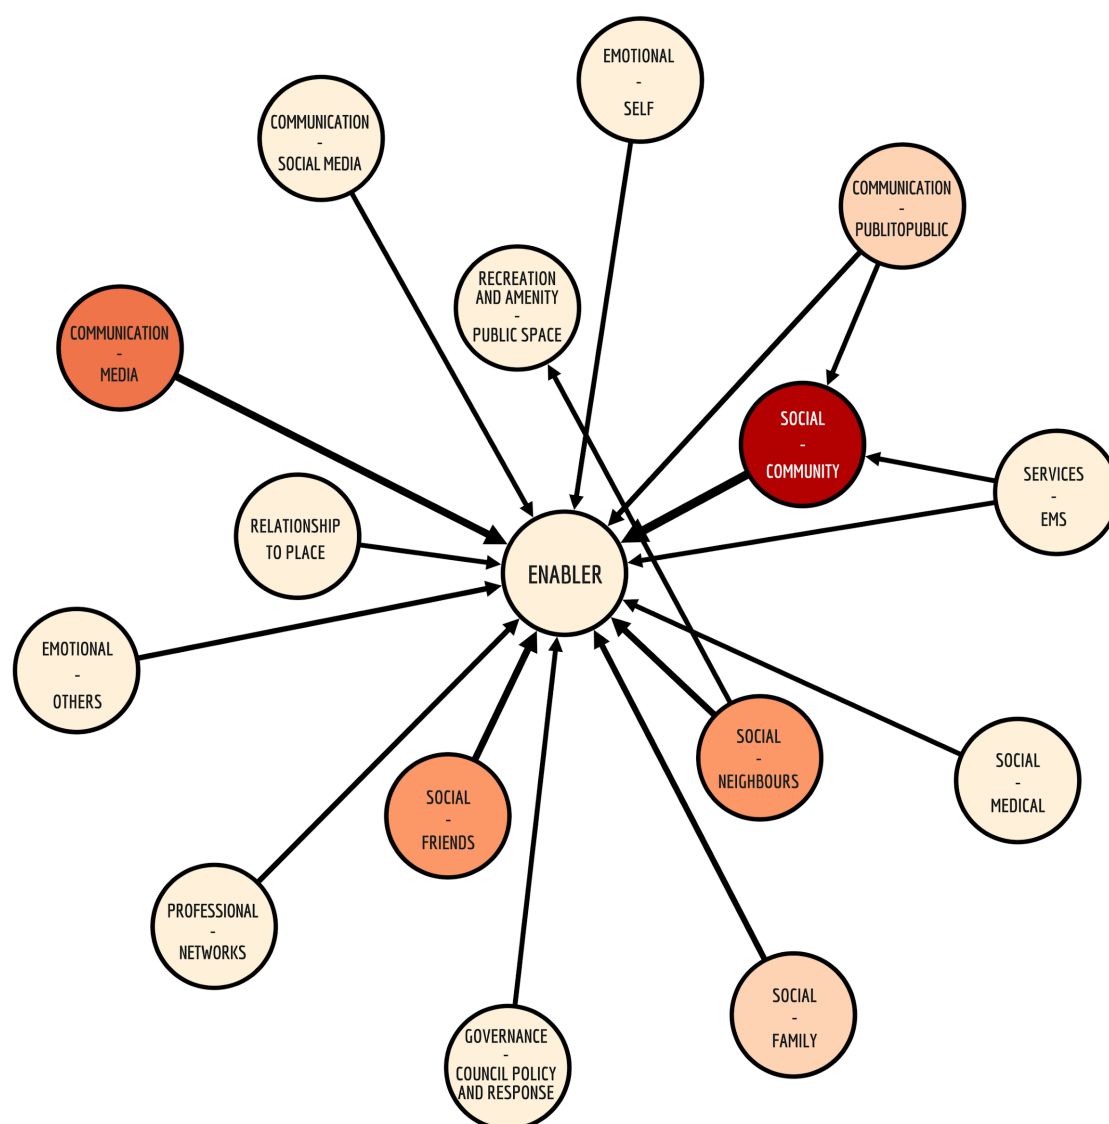 EMOTIONAL
-
SELF
COMMUNICATION
-
SOCIAL MEDIA
COMMUNICATION
-
PUBLITOPUBLIC
RECREATION
AND AMENITY
-
PUBLIC SPACE
COMMUNICATION
-
MEDIA
SOCIAL
-
COMMUNITY
SERVICES
-
EMS
RELATIONSHIP
TO PLACE
ENABLER
EMOTIONAL
-
OTHERS
SOCIAL
-
NEIGHBOURS
SOCIAL
-
MEDICAL
SOCIAL
-
FRIENDS
PROFESSIONAL
-
NETWORKS
SOCIAL
-
FAMILY
GOVERNANCE
-
COUNCIL POLICY
AND RESPONSE